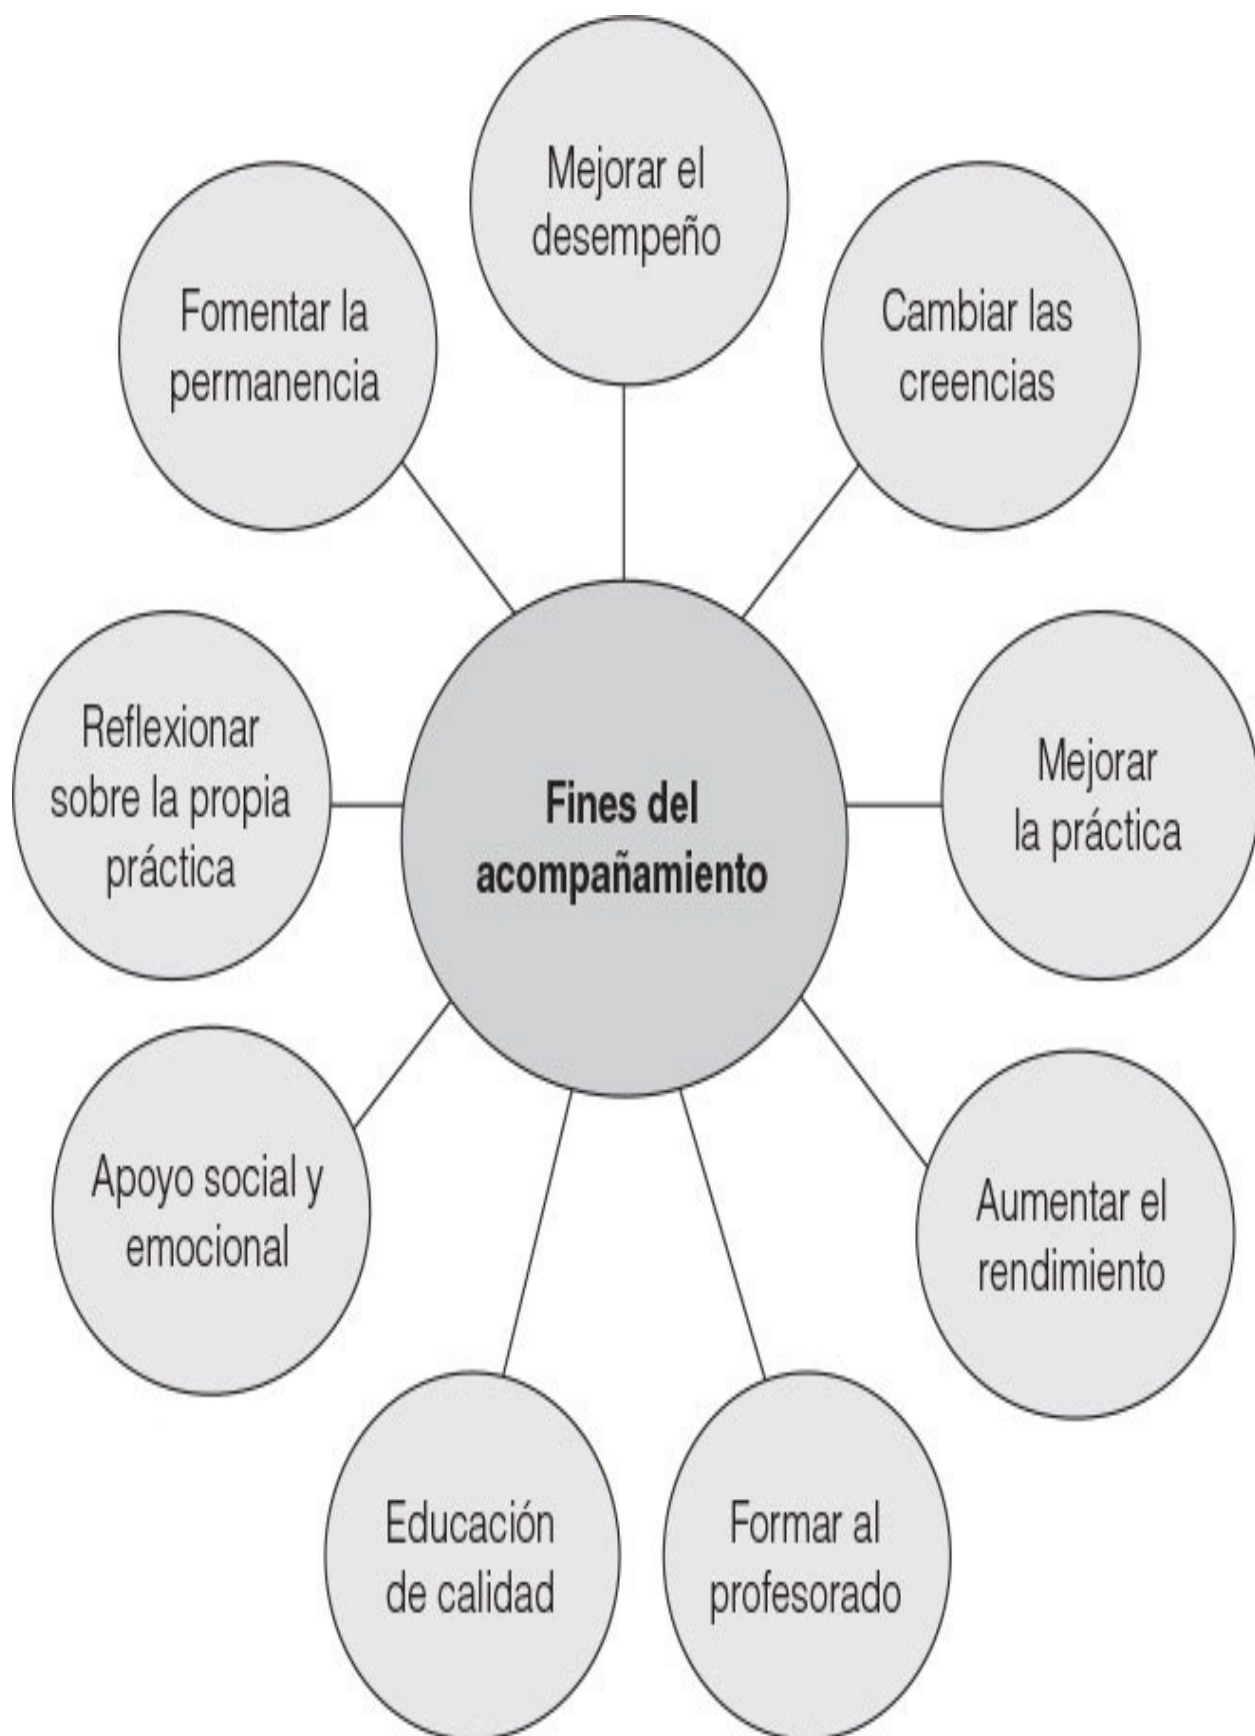 Mejorar el
desempeño
Fomentar la
permanencia
Cambiar las
creencias
Reflexionar
sobre la propia
práctica
Fines del
acompañamiento
Mejorar
la práctica
Apoyo social y
emocional
Aumentar el
rendimiento
Educación
de calidad
Formar al
profesorado